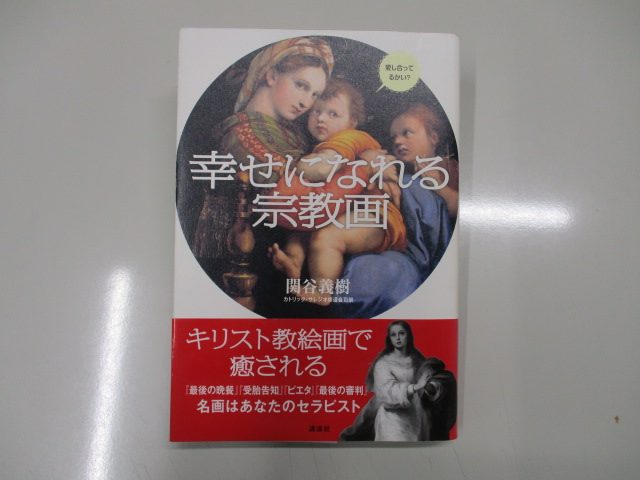 愛し合って
るかい?
幸せになれる
宗教画
関谷義樹
カトリック・サレジオ修道会司祭
キリスト教絵画で
癒される
『最後の晩餐』『受胎告知』『ピエタ』『最後の審判』
名画はあなたのセラピスト
講談社